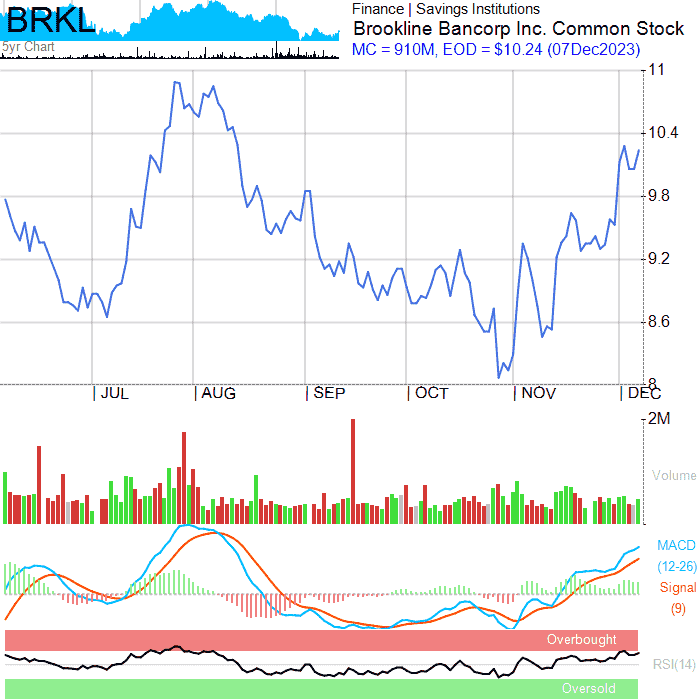 BRKL
5yr Chart
Finance | Savings Institutions
Brookline Bancorp Inc. Common Stock
MC = 910M, EOD = $10.24 (07Dec2023)
11
10.4
9.8
9.2
8.6
8
JUL AUG SEP OCT NOV DEC
2M
Volume
MACD
(12-26)
Signal
(9)
Overbought
RSI(14)
Oversold